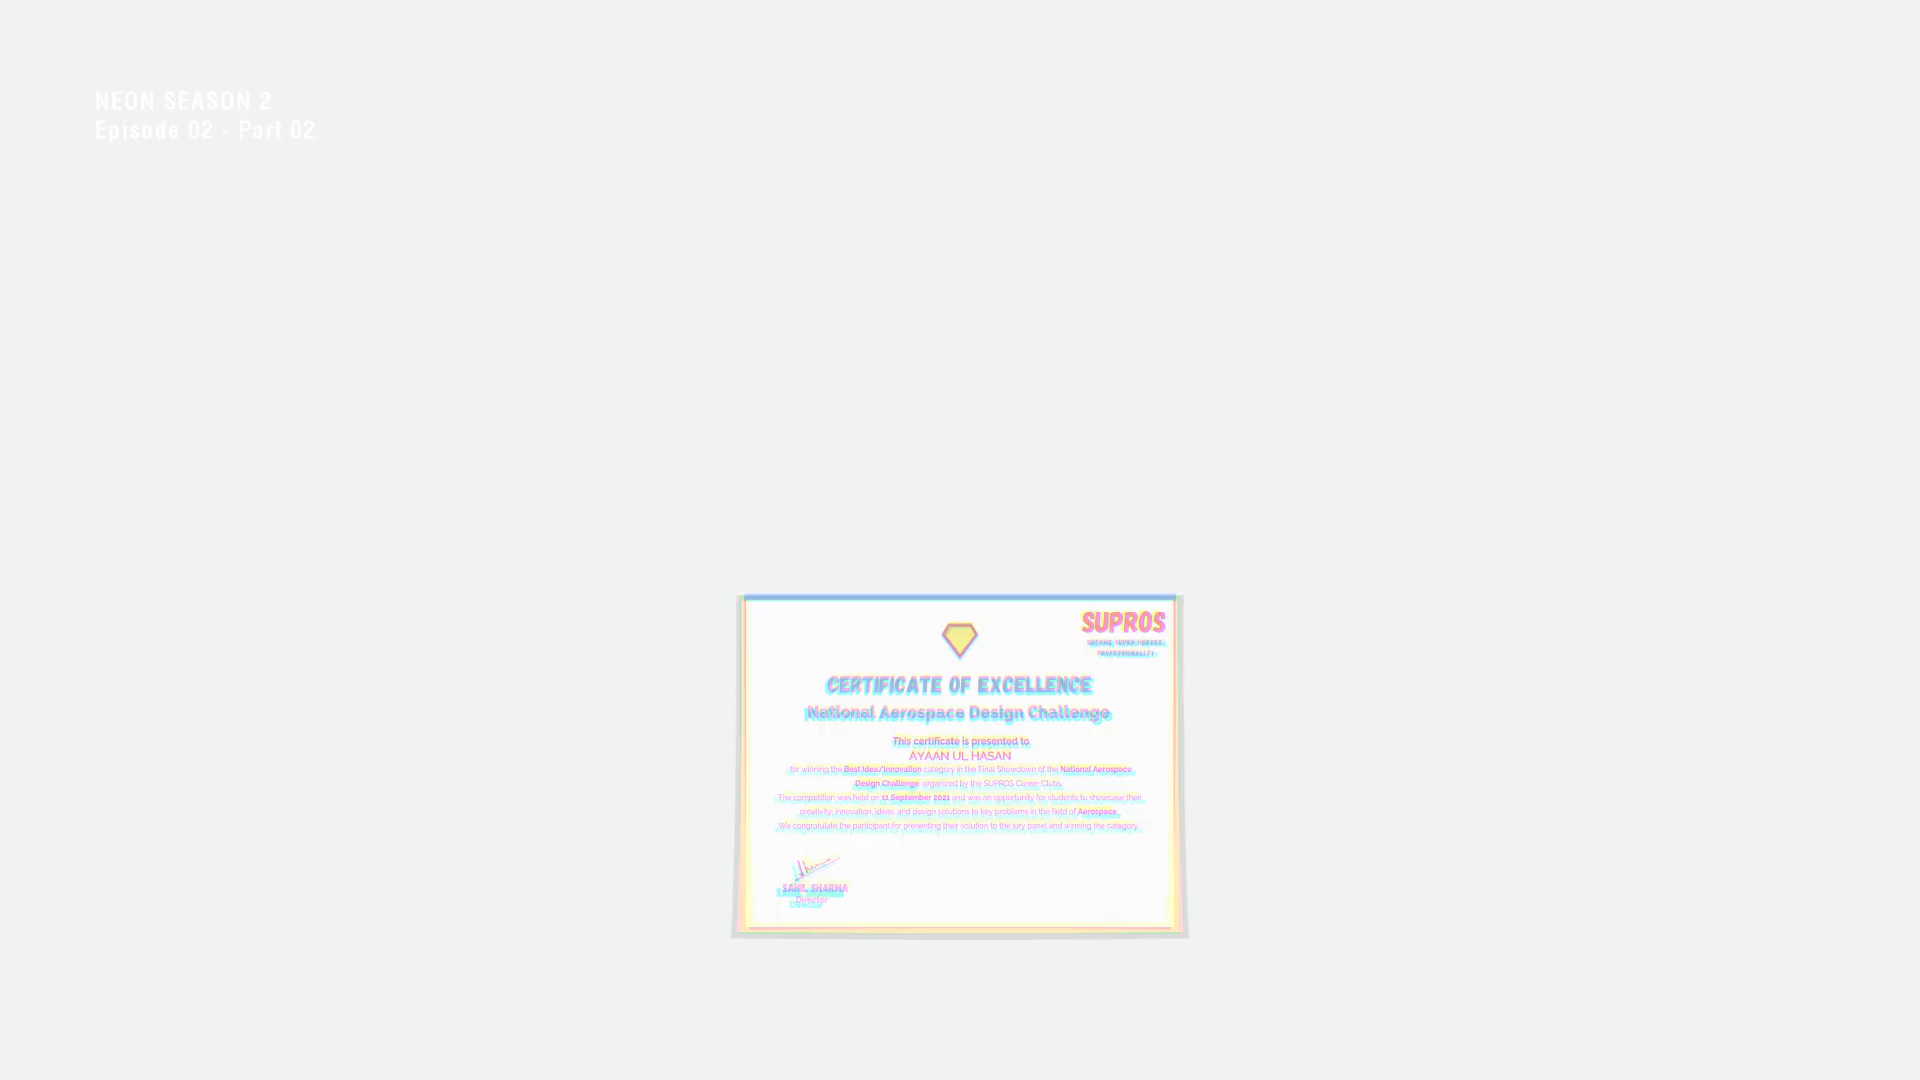 NEON SEASON 2
Episode 02 - Part 02
SUPROS
BECOME SUPER HEROES,
PROFESSIONALLY!
CERTIFICATE OF EXCELLENCE
National Aerospace Design Challenge
This certificate is presented to
AYAAN UL HASAN
for winning the Best Idea/Innovation category in the Final Showdown of the National Aerospace
Design Challenge organized by the SUPROS Career Clubs.
The competition was held on 11 September 2021 and was an opportunity for students to showcase their
creativity, innovation, ideas, and design solutions to key problems in the field of Aerospace.
We congratulate the participant for presenting their solution to the jury panel and winning the category.
SAHIL SHARMA
Director